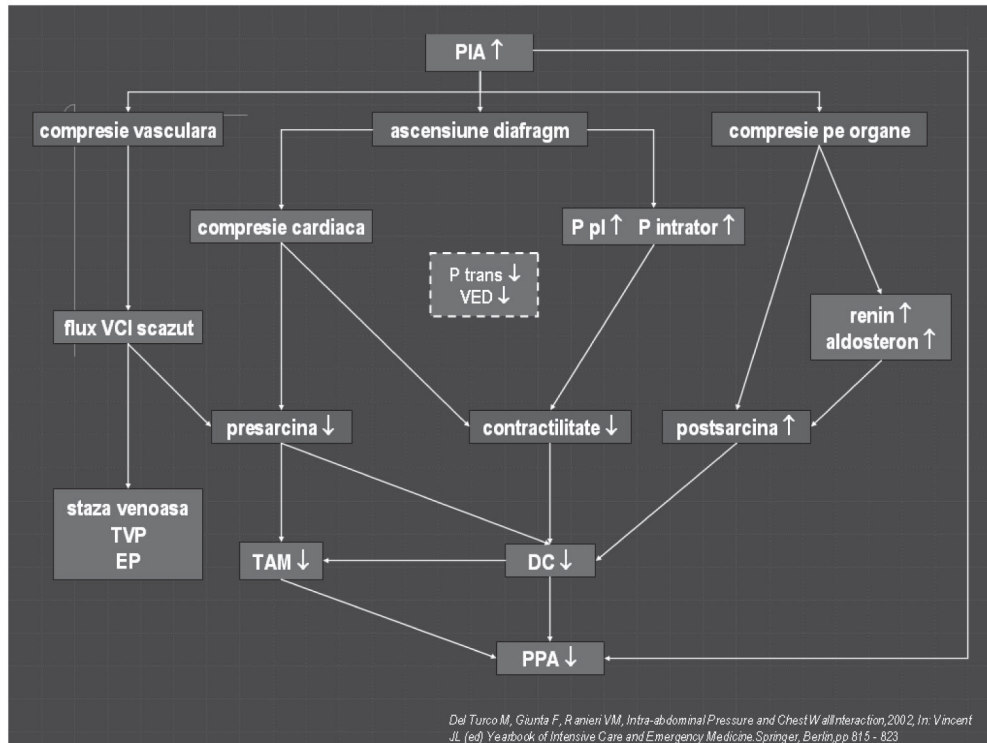 PIA ↑
compresie vasculara
ascensiune diafragm
compresie pe organe
compresie cardiaca
P pl ↑ P intrator ↑
P trans ↓
VED ↓
flux VCI scazut
renin ↑
aldosteron ↑
presarcina ↓
contractilitate ↓
postsarcina ↑
staza venoasa
TVP
EP
TAM ↓
DC ↓
PPA ↓
Del Turco M, Giunta F, Ranieri VM, Intra-abdominal Pressure and Chest Wall Interaction,2002, In: Vincent
JL (ed) Yearbook of Intensive Care and Emergency Medicine.Springer, Berlin,pp 815 - 823